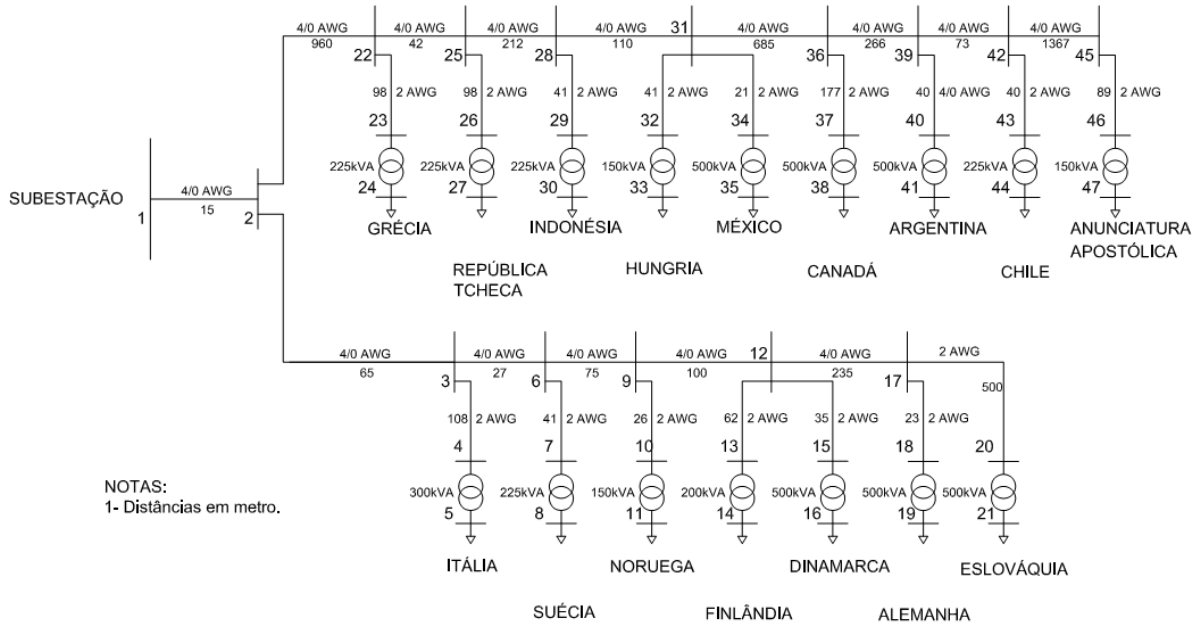 4/0 AWG 4/0 AWG 4/0 AWG 4/0 AWG 31 4/0 AWG 4/0 AWG 4/0 AWG 4/0 AWG
960 42 212 110 685 266 73 1367
22 25 28 36 39 42 45
98 2 AWG 98 2 AWG 41 2 AWG 41 2 AWG 21 2 AWG 177 2 AWG 40 4/0 AWG 40 2 AWG 89 2 AWG
23 26 29 32 34 37 40 43 46
225kVA 225kVA 225kVA 150kVA 500kVA 500kVA 500kVA 225kVA 150kVA
24 27 30 33 35 38 41 44 47
SUBESTAÇÃO 4/0 AWG
1 15 2
GRÉCIA INDONÉSIA MÉXICO ARGENTINA ANUNCIATURA
APOSTÓLICA
REPÚBLICA HUNGRIA CANADÁ CHILE
TCHECA
4/0 AWG 4/0 AWG 4/0 AWG 4/0 AWG 12 4/0 AWG 2 AWG
65 27 75 100 235 500
3 6 9 17
108 2 AWG 41 2 AWG 26 2 AWG 62 2 AWG 35 2 AWG 23 2 AWG
4 7 10 13 15 18 20
300kVA 225kVA 150kVA 200kVA 500kVA 500kVA 500kVA
5 8 11 14 16 19 21
NOTAS:
1- Distâncias em metro.
ITÁLIA NORUEGA DINAMARCA ESLOVÁQUIA
SUÉCIA FINLÂNDIA ALEMANHA